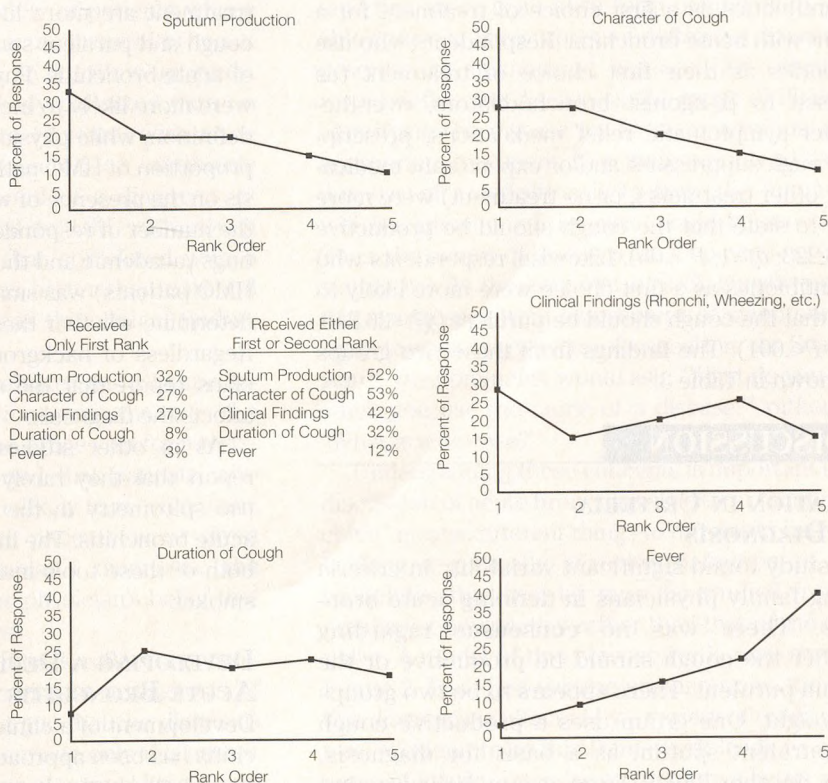 Sputum Production
Percent of Response
50
45
40
35
30
25
20
15
10
5
0
1 2 3 4 5
Rank Order
Character of Cough
Percent of Response
50
45
40
35
30
25
20
15
10
5
0
1 2 3 4 5
Rank Order
Received
Only First Rank
Sputum Production 32%
Character of Cough 27%
Clinical Findings 27%
Duration of Cough 8%
Fever 3%
Received Either
First or Second Rank
Sputum Production 52%
Character of Cough 53%
Clinical Findings 42%
Duration of Cough 32%
Fever 12%
Clinical Findings (Rhonchi, Wheezing, etc.)
Percent of Response
50
45
40
35
30
25
20
15
10
5
0
1 2 3 4 5
Rank Order
Duration of Cough
Percent of Response
50
45
40
35
30
25
20
15
10
5
1 2 3 4 5
Rank Order
Fever
Percent of Response
50
45
40
35
30
25
20
15
10
5
0
1 2 3 4 5
Rank Order